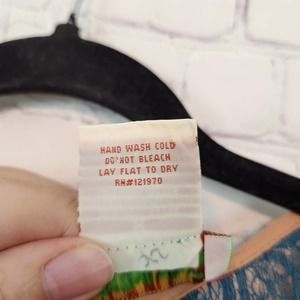 HAND WASH COLD
DO NOT BLEACH
LAY FLAT TO DRY
RN#121970